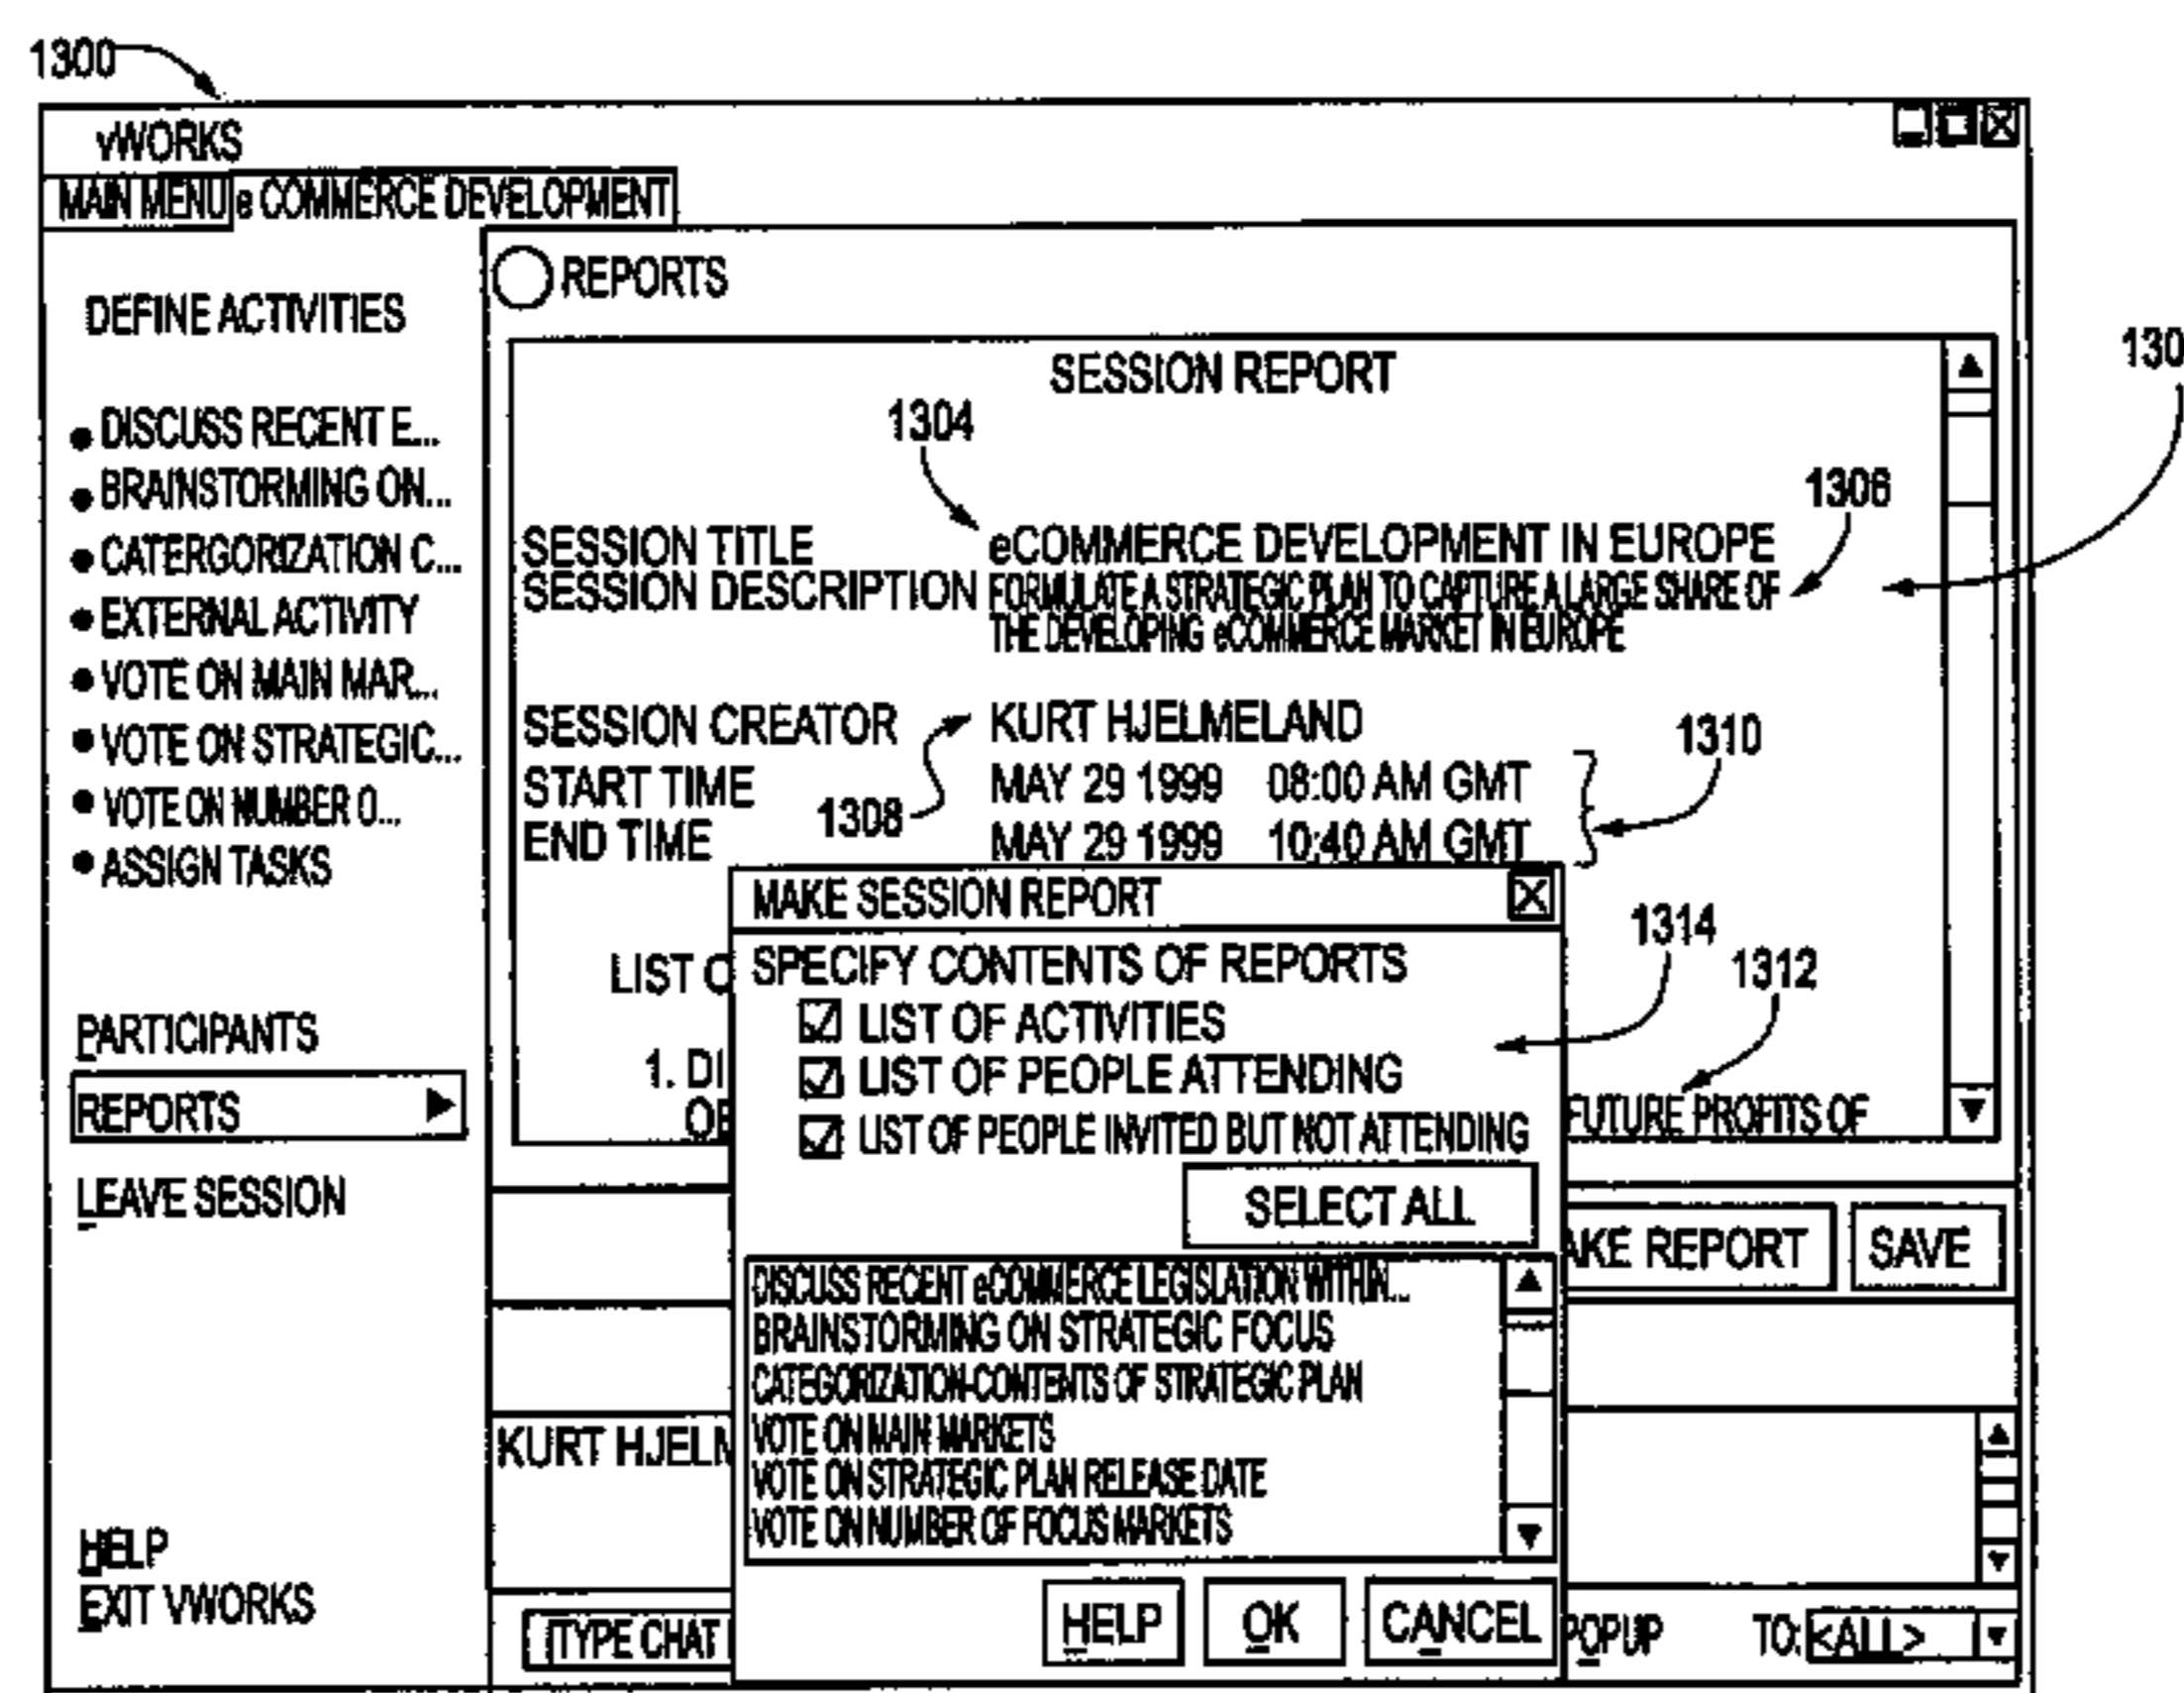 1300
vWORKS
MAIN MENU e COMMERCE DEVELOPMENT
DEFINE ACTIVITIES
DISCUSS RECENT E...
BRAINSTORMING ON...
CATERGORIZATION C...
EXTERNAL ACTIVITY
VOTE ON MAIN MAR...
VOTE ON STRATEGIC...
VOTE ON NUMBER O...
ASSIGN TASKS
PARTICIPANTS
REPORTS
LEAVE SESSION
HELP
EXIT VWORKS
REPORTS
SESSION REPORT
130
1304
1306
SESSION TITLE eCOMMERCE DEVELOPMENT IN EUROPE
SESSION DESCRIPTION FORMULATE A STRATEGIC PLAN TO CAPTURE A LARGE SHARE OF
THE DEVELOPING eCOMMERCE MARKET IN EUROPE
SESSION CREATOR KURT HJELMELAND
1310
START TIME MAY 29 1999 08:00 AM GMT
1308
END TIME MAY 29 1999 10:40 AM GMT
LIST O
1. DI
OB
FUTURE PROFITS OF
1314
1312
MAKE SESSION REPORT
SPECIFY CONTENTS OF REPORTS
LIST OF ACTIVITIES
LIST OF PEOPLE ATTENDING
LIST OF PEOPLE INVITED BUT NOT ATTENDING
SELECT ALL
DISCUSS RECENT eCOMMERCE LEGISLATION WITHIN...
BRAINSTORMING ON STRATEGIC FOCUS
CATEGORIZATION-CONTENTS OF STRATEGIC PLAN
VOTE ON MAIN MARKETS
VOTE ON STRATEGIC PLAN RELEASE DATE
VOTE ON NUMBER OF FOCUS MARKETS
HELP OK CANCEL
AKE REPORT SAVE
KURT HJELM
TYPE CHAT
POPUP TO: <ALL>